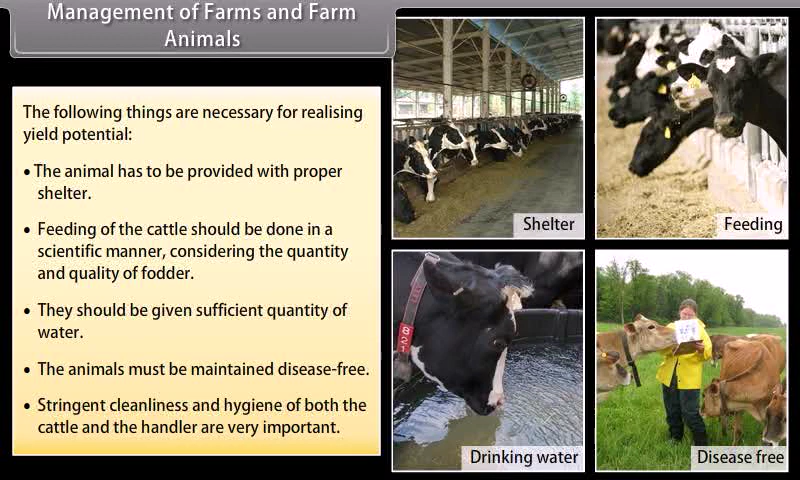 Management of Farms and Farm
Animals
The following things are necessary for realising
yield potential:
• The animal has to be provided with proper
shelter.
• Feeding of the cattle should be done in a
scientific manner, considering the quantity
and quality of fodder.
• They should be given sufficient quantity of
water.
• The animals must be maintained disease-free.
• Stringent cleanliness and hygiene of both the
cattle and the handler are very important.
Shelter
Feeding
Drinking water
Disease free